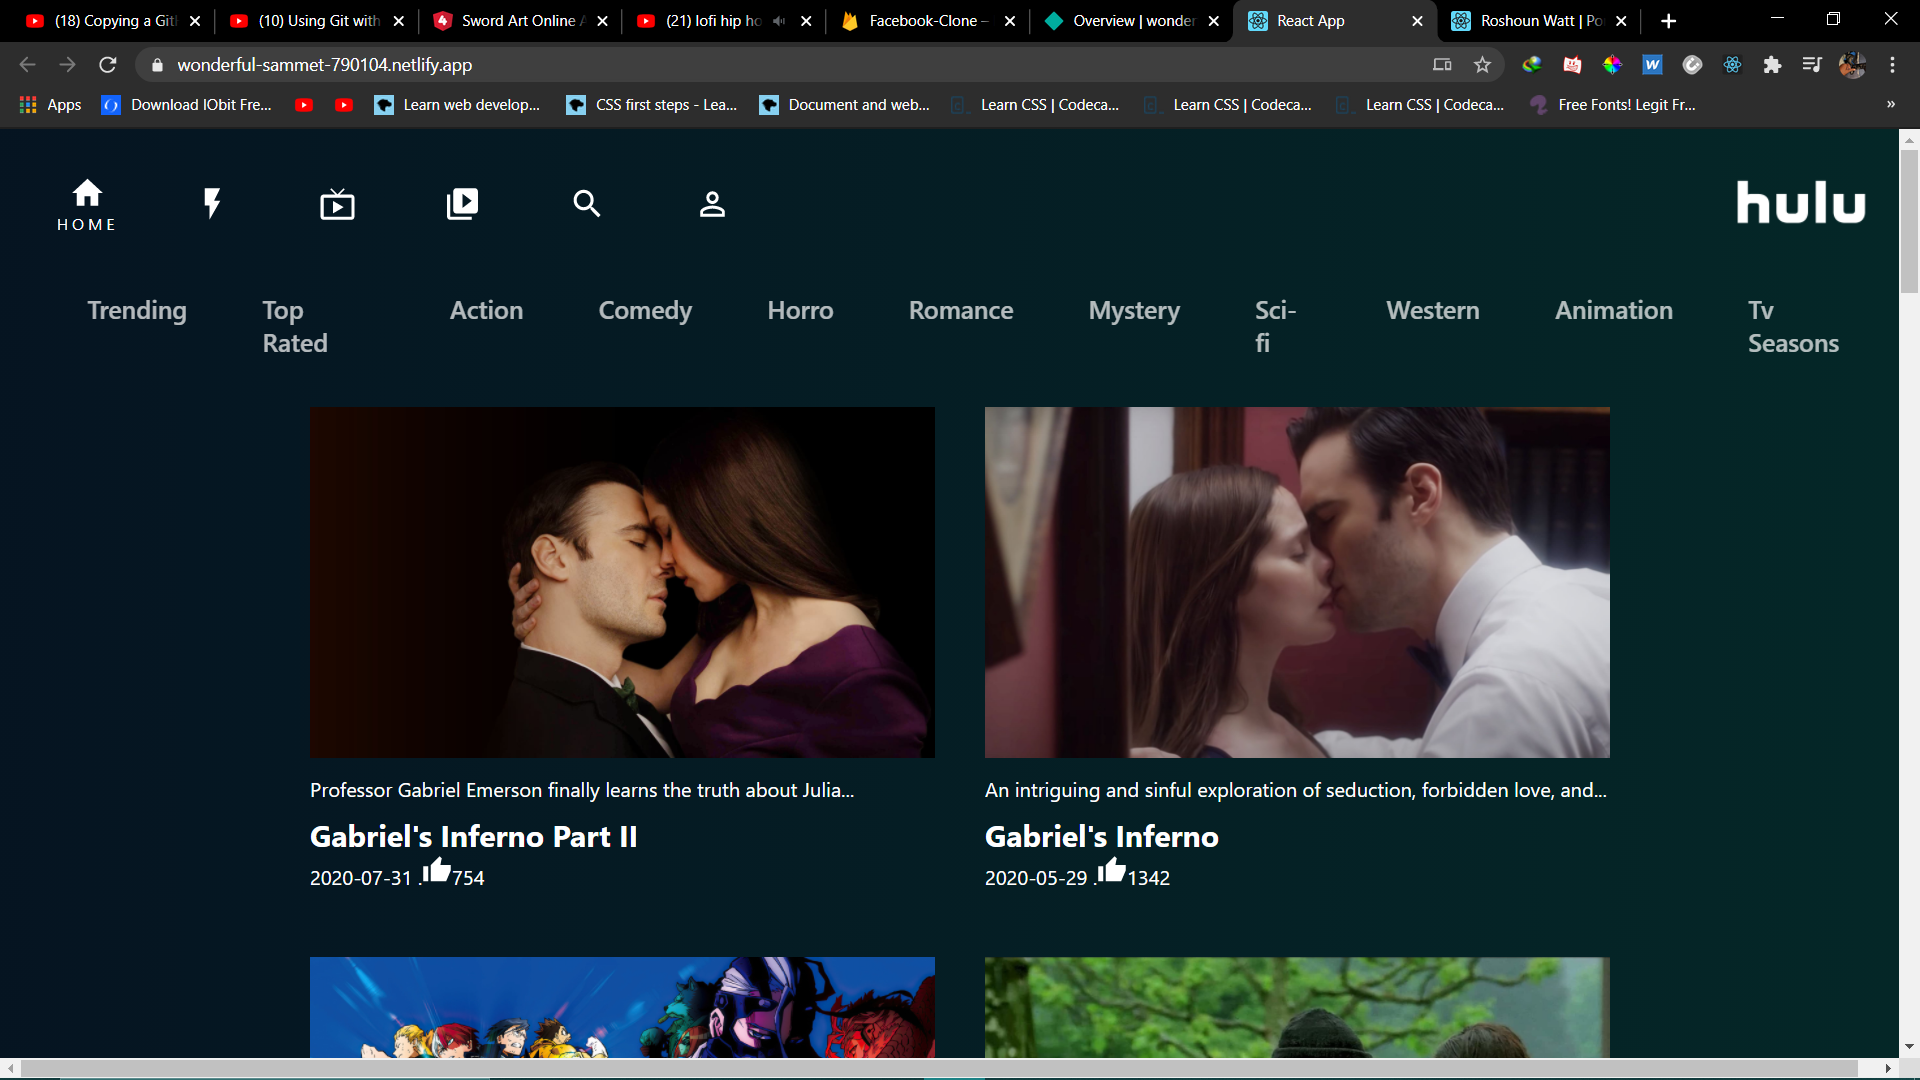 (18) Copying a Git
(10) Using Git with
Sword Art Online A
(21) lofi hip ho
Facebook-Clone –
Overview | wonder
React App
Roshoun Watt | Po
wonderful-sammet-790104.netlify.app
Apps
Download IObit Fre...
Learn web develop...
CSS first steps - Lea...
Document and web...
Learn CSS | Codeca...
Learn CSS | Codeca...
Learn CSS | Codeca...
Free Fonts! Legit Fr...
»
HOME
hulu
Trending
Top
Rated
Action
Comedy
Horro
Romance
Mystery
Sci-
fi
Western
Animation
Tv
Seasons
Professor Gabriel Emerson finally learns the truth about Julia...
Gabriel's Inferno Part II
2020-07-31 .754
An intriguing and sinful exploration of seduction, forbidden love, and...
Gabriel's Inferno
2020-05-29 .1342